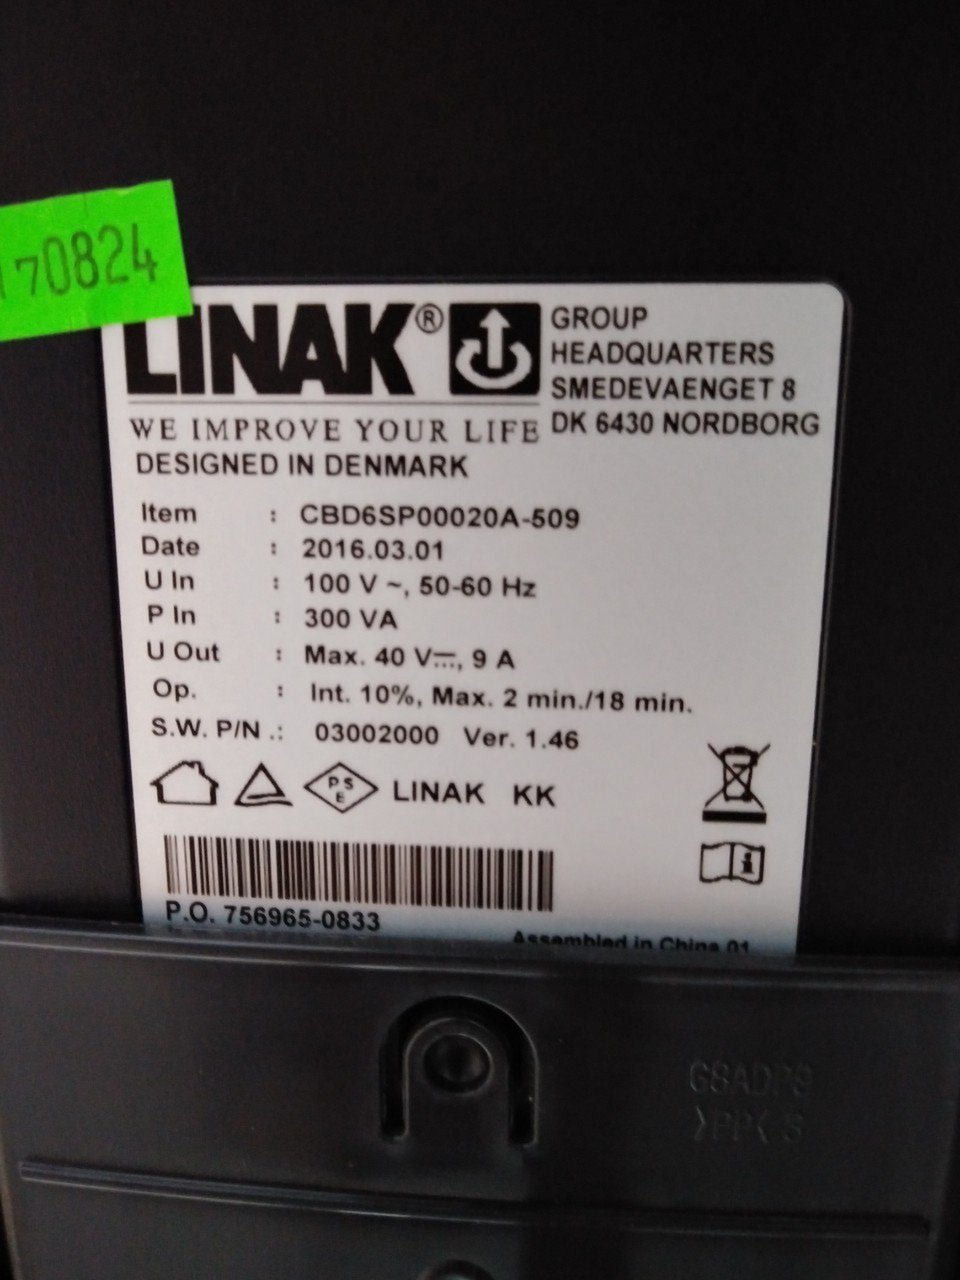 70824
LINAK®
GROUP
HEADQUARTERS
SMEDEVAENGET 8
DK 6430 NORDBORG
WE IMPROVE YOUR LIFE
DESIGNED IN DENMARK
Item : CBD6SP00020A-509
Date : 2016.03.01
U In : 100 V ~, 50-60 Hz
P In : 300 VA
U Out : Max. 40 V⎓, 9 A
Op. : Int. 10%, Max. 2 min./18 min.
S.W. P/N .: 03002000 Ver. 1.46
PSE LINAK KK
i
P.O. 756965-0833
Assembled in China 01
>PP< S